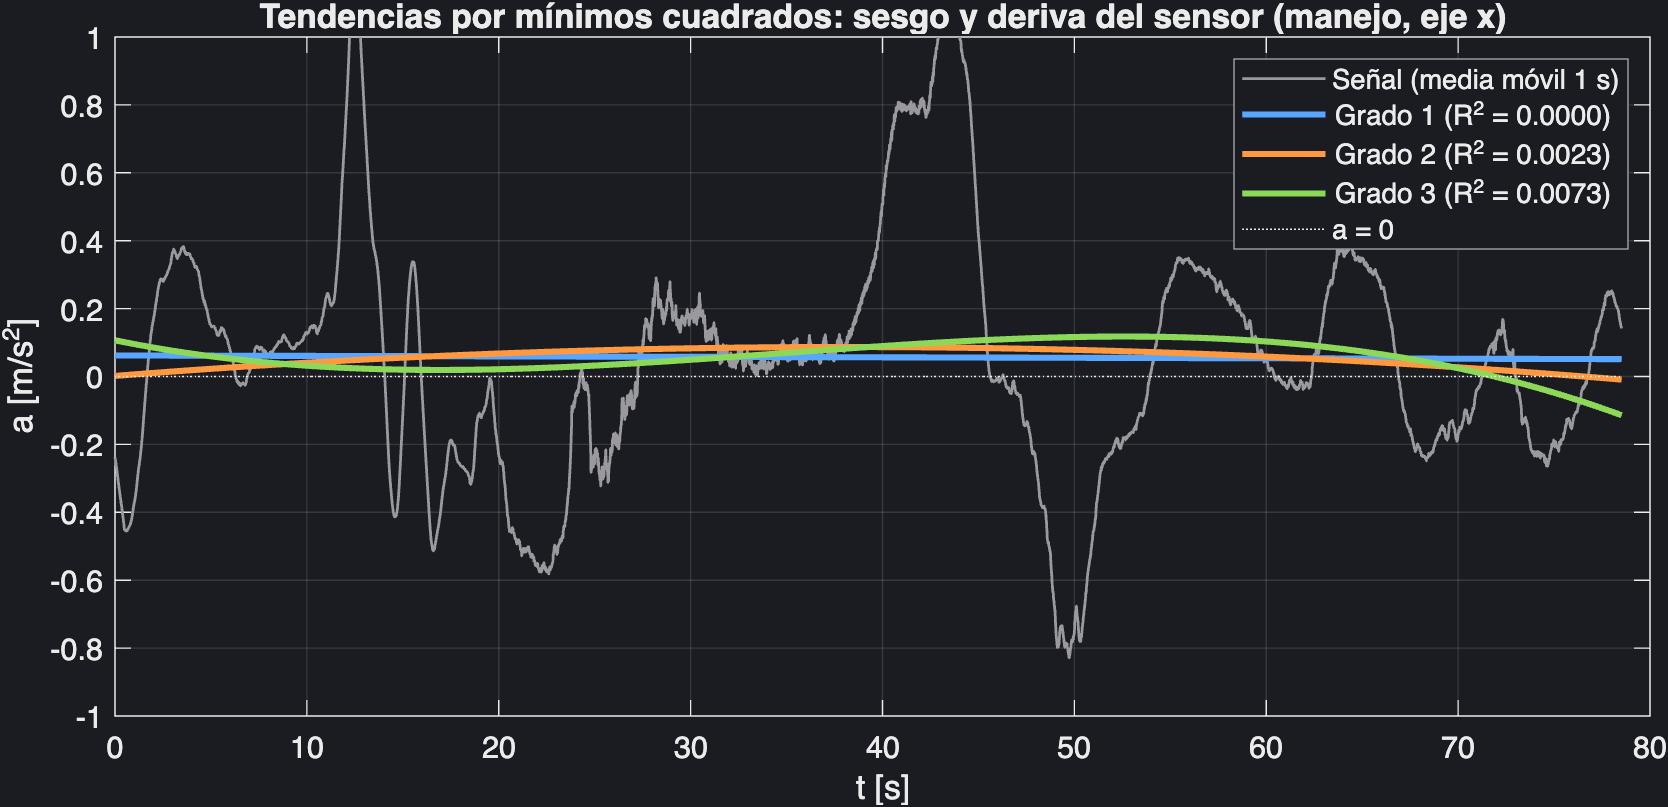 Tendencias por mínimos cuadrados: sesgo y deriva del sensor (manejo, eje x)
Señal (media móvil 1 s)
Grado 1 (R² = 0.0000)
Grado 2 (R² = 0.0023)
Grado 3 (R² = 0.0073)
a = 0
a [m/s²]
1
0.8
0.6
0.4
0.2
0
-0.2
-0.4
-0.6
-0.8
-1
0 10 20 30 40 50 60 70 80
t [s]